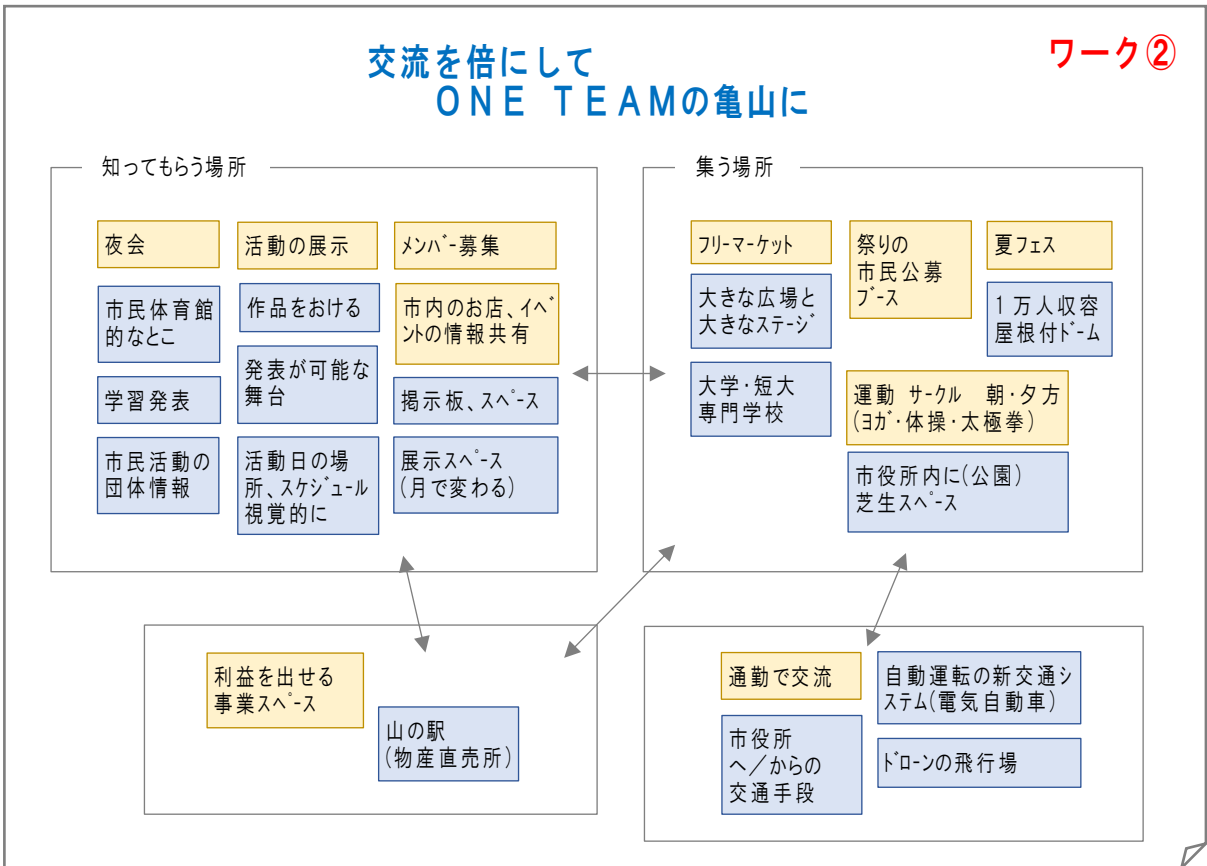 ワーク②
交流を倍にして
ＯＮＥ ＴＥＡＭの亀山に
知ってもらう場所
夜会
市民体育館
的なとこ
学習発表
市民活動の
団体情報
活動の展示
作品をおける
発表が可能な
舞台
活動日の場
所、ｽｹｼﾞｭｰﾙ
視覚的に
ﾒﾝﾊﾞｰ募集
市内のお店、ｲﾍﾞ
ﾝﾄの情報共有
掲示板、ｽﾍﾟｰｽ
展示ｽﾍﾟｰｽ
(月で変わる)
集う場所
ﾌﾘｰﾏｰｹｯﾄ
大きな広場と
大きなｽﾃｰｼﾞ
大学･短大
専門学校
祭りの
市民公募
ﾌﾞｰｽ
夏フェス
１万人収容
屋根付ﾄﾞｰﾑ
運動 ｻｰｸﾙ　朝･夕方
(ﾖｶﾞ･体操･太極拳)
市役所内に(公園)
芝生ｽﾍﾟｰｽ
利益を出せる
事業ｽﾍﾟｰｽ
山の駅
(物産直売所)
通勤で交流
市役所
へ／からの
交通手段
自動運転の新交通ｼ
ｽﾃﾑ(電気自動車)
ﾄﾞﾛｰﾝの飛行場